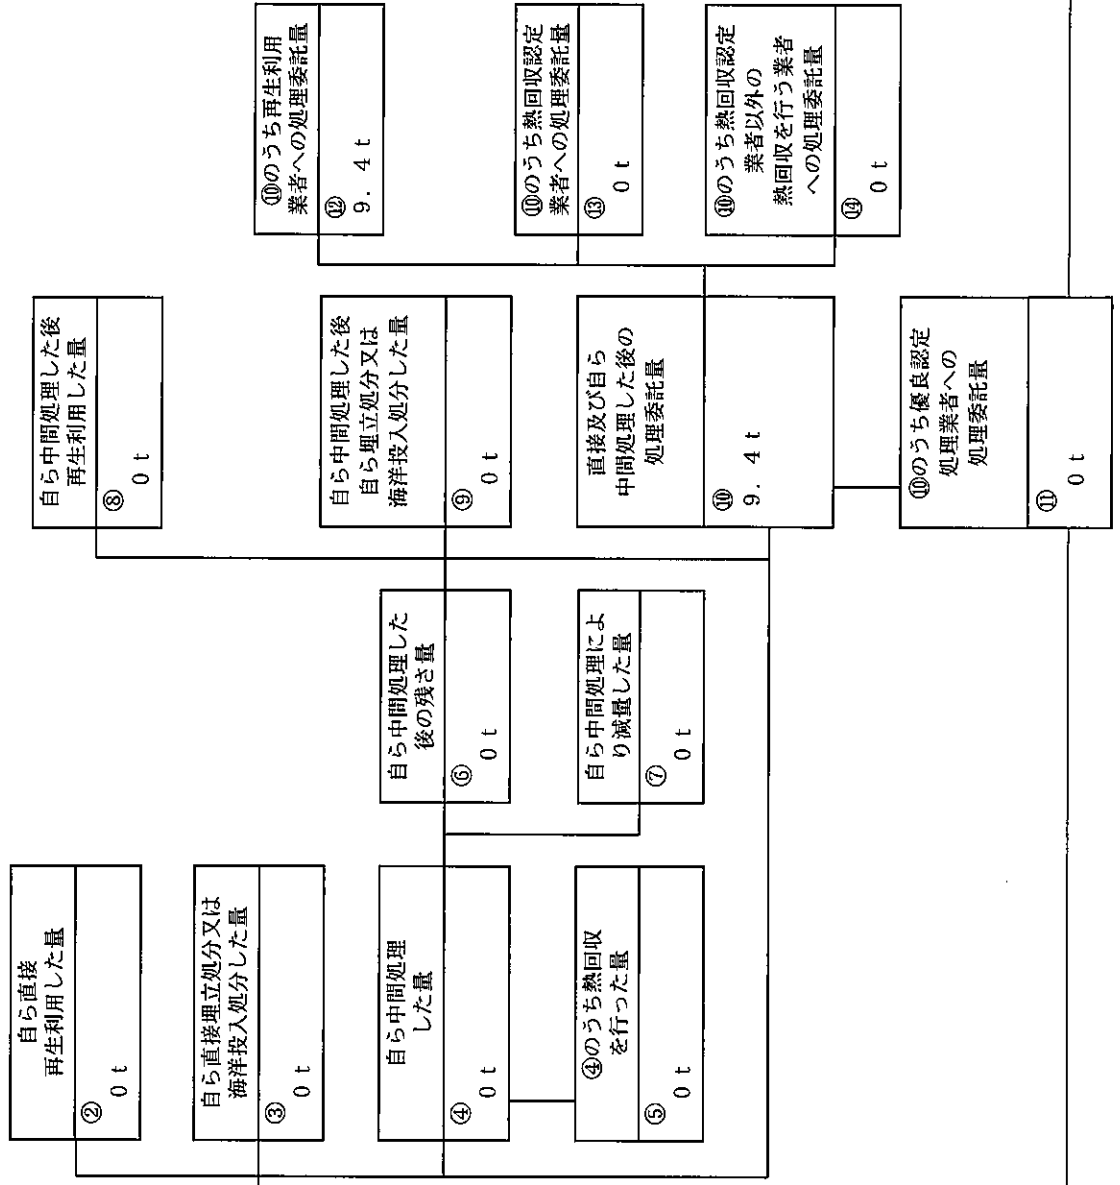 自ら直接
再生利用した量
②
0 t
自ら直接埋立処分又は
海洋投入処分した量
③
0 t
自ら中間処理
した量
④
0 t
④のうち熱回収
を行った量
⑤
0 t
自ら中間処理した
後の残さ量
⑥
0 t
自ら中間処理によ
り減量した量
⑦
0 t
自ら中間処理した後
再生利用した量
⑧
0 t
自ら中間処理した後
自ら埋立処分又は
海洋投入処分した量
⑨
0 t
直接及び自ら
中間処理した後の
処理委託量
⑩
9.4 t
⑩のうち優良認定
処理業者への
処理委託量
⑪
0 t
⑩のうち再生利用
業者への処理委託量
⑫
9.4 t
⑩のうち熱回収認定
業者への処理委託量
⑬
0 t
⑩のうち熱回収認定
業者以外の
熱回収を行う業者
への処理委託量
⑭
0 t